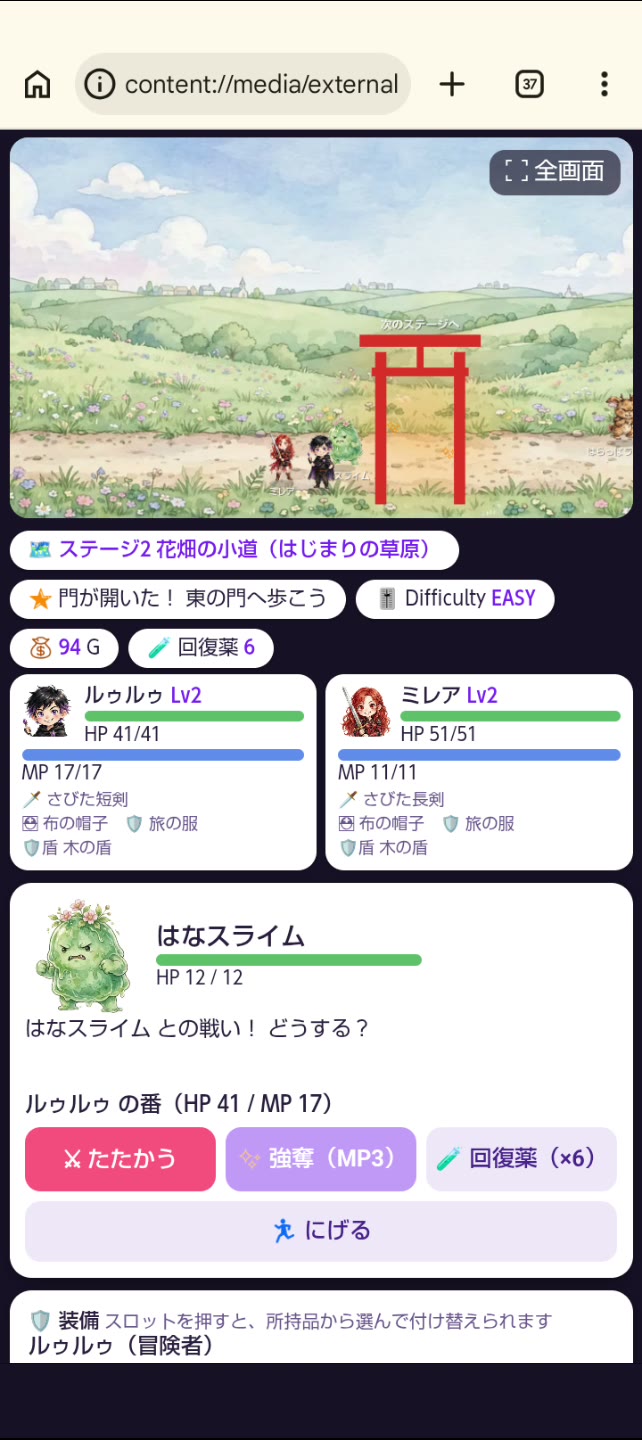 content://media/external
37
全画面
次のステージへ
ミレア
スライム
はらっぱう
ステージ2 花畑の小道（はじまりの草原）
門が開いた！ 東の門へ歩こう
Difficulty EASY
94 G
回復薬 6
ルゥルゥ Lv2
HP 41/41
MP 17/17
さびた短剣
布の帽子 旅の服
盾 木の盾
ミレア Lv2
HP 51/51
MP 11/11
さびた長剣
布の帽子 旅の服
盾 木の盾
はなスライム
HP 12 / 12
はなスライム との戦い！ どうする？
ルゥルゥ の番（HP 41 / MP 17）
⚔ たたかう
✨ 強奪（MP3）
🧪 回復薬（×6）
🏃 にげる
🛡️ 装備 スロットを押すと、所持品から選んで付け替えられます
ルゥルゥ（冒険者）